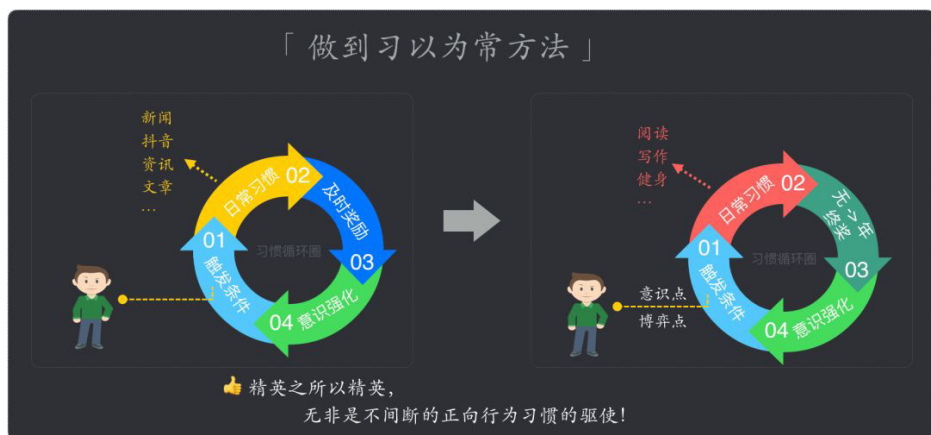 「做到习以为常方法」
新闻
抖音
资讯
文章
...
01
触发条件
日常习惯
02
及时奖励
03
04
意识强化
习惯循环圈
阅读
写作
健身
...
01
触发条件
日常习惯
02
无&年
终奖
03
04
意识强化
习惯循环圈
意识点
博弈点
👍 精英之所以精英,
无非是不间断的正向行为习惯的驱使!